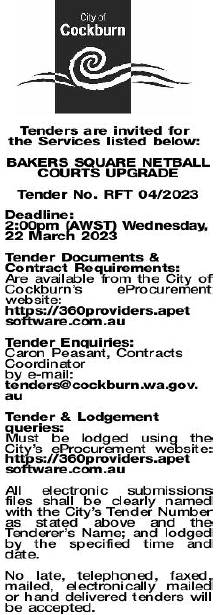 City of
Cockburn
Tenders are invited for
the Services listed below:
BAKERS SQUARE NETBALL
COURTS UPGRADE
Tender No. RFT 04/2023
Deadline:
2:00pm (AWST) Wednesday,
22 March 2023
Tender Documents &
Contract Requirements:
Are available from the City of
Cockburn's eProcurement
website:
https://360providers.apet
software.com.au
Tender Enquiries:
Caron Peasant, Contracts
Coordinator
by e-mail:
tenders@cockburn.wa.gov.
au
Tender & Lodgement
queries:
Must be lodged using the
City's eProcurement website:
https://360providers.apet
software.com.au
All electronic submissions
files shall be clearly named
with the City's Tender Number
as stated above and the
Tenderer's Name; and lodged
by the specified time and
date.
No late, telephoned, faxed,
mailed, electronically mailed
or hand delivered tenders will
be accepted.